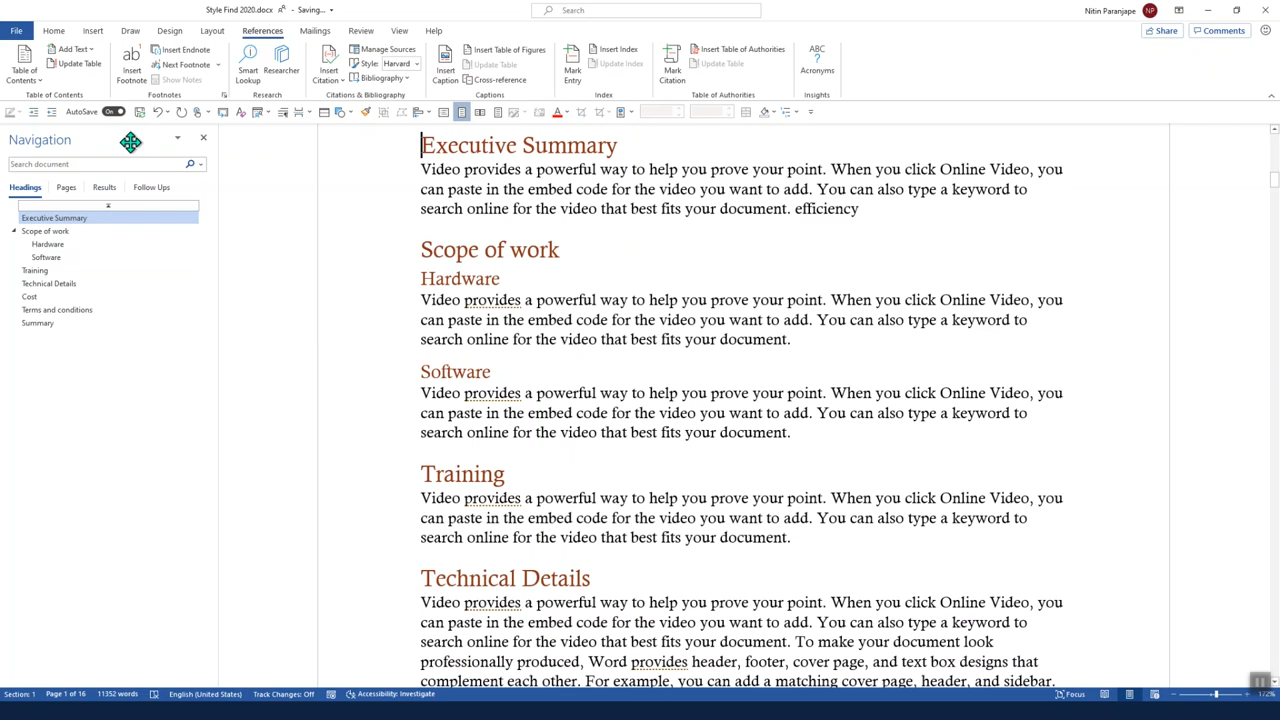 Style Find 2020.docx
• Saving...
Search
Nitin Paranjape
NP
File
Home
Insert
Draw
Design
Layout
References
Mailings
Review
View
Help
Share
Comments
Table of
Contents
Add Text
Update Table
Table of Contents
Insert
Footnote
Insert Endnote
Next Footnote
Show Notes
Footnotes
Smart
Lookup
Researcher
Research
Insert
Citation
Manage Sources
Style: Harvard
Bibliography
Citations & Bibliography
Insert
Caption
Insert Table of Figures
Update Table
Cross-reference
Captions
Mark
Entry
Insert Index
Update Index
Index
Mark
Citation
Insert Table of Authorities
Update Table
Table of Authorities
Acronyms
Insights
AutoSave On
Navigation
Search document
Headings
Pages
Results
Follow Ups
Executive Summary
Scope of work
Hardware
Software
Training
Technical Details
Cost
Terms and conditions
Summary
Executive Summary
Video provides a powerful way to help you prove your point. When you click Online Video, you
can paste in the embed code for the video you want to add. You can also type a keyword to
search online for the video that best fits your document. efficiency
Scope of work
Hardware
Video provides a powerful way to help you prove your point. When you click Online Video, you
can paste in the embed code for the video you want to add. You can also type a keyword to
search online for the video that best fits your document.
Software
Video provides a powerful way to help you prove your point. When you click Online Video, you
can paste in the embed code for the video you want to add. You can also type a keyword to
search online for the video that best fits your document.
Training
Video provides a powerful way to help you prove your point. When you click Online Video, you
can paste in the embed code for the video you want to add. You can also type a keyword to
search online for the video that best fits your document.
Technical Details
Video provides a powerful way to help you prove your point. When you click Online Video, you
can paste in the embed code for the video you want to add. You can also type a keyword to
search online for the video that best fits your document. To make your document look
professionally produced, Word provides header, footer, cover page, and text box designs that
complement each other. For example, you can add a matching cover page, header, and sidebar.
Section: 1
Page 1 of 16
11352 words
English (United States)
Track Changes: Off
Accessibility: Investigate
Focus
172%